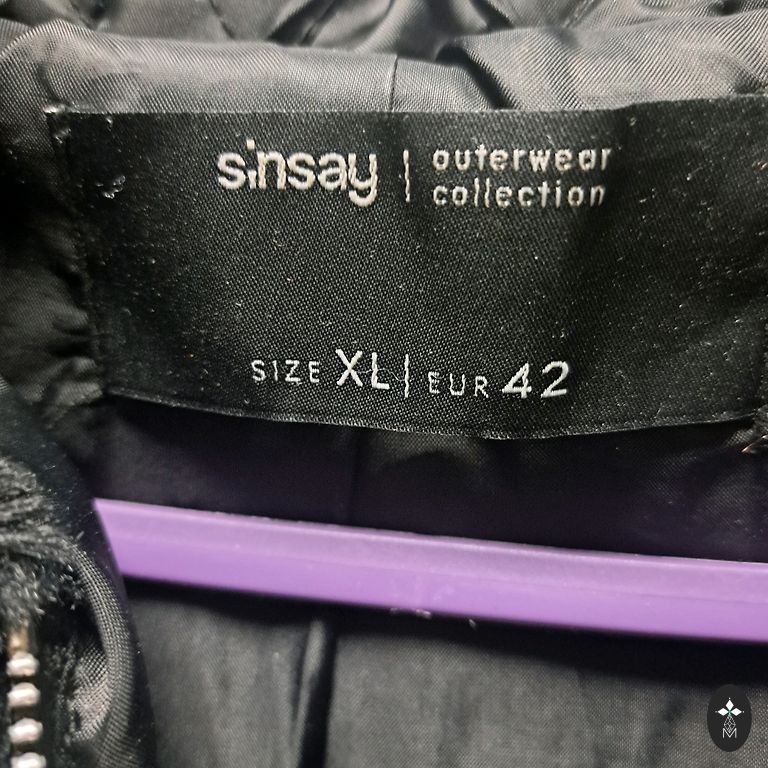 sinsay | outerwear
collection
SIZE XL | EUR 42
M